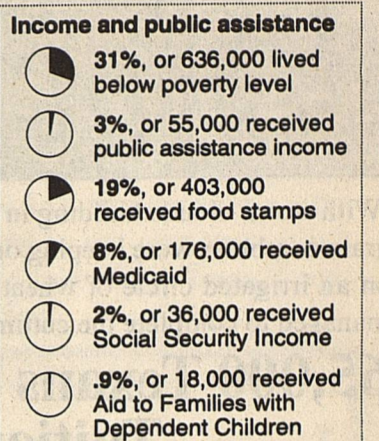 Income and public assistance
31%, or 636,000 lived
below poverty level
3%, or 55,000 received
public assistance income
19%, or 403,000
received food stamps
8%, or 176,000 received
Medicaid
2%, or 36,000 received
Social Security Income
.9%, or 18,000 received
Aid to Families with
Dependent Children